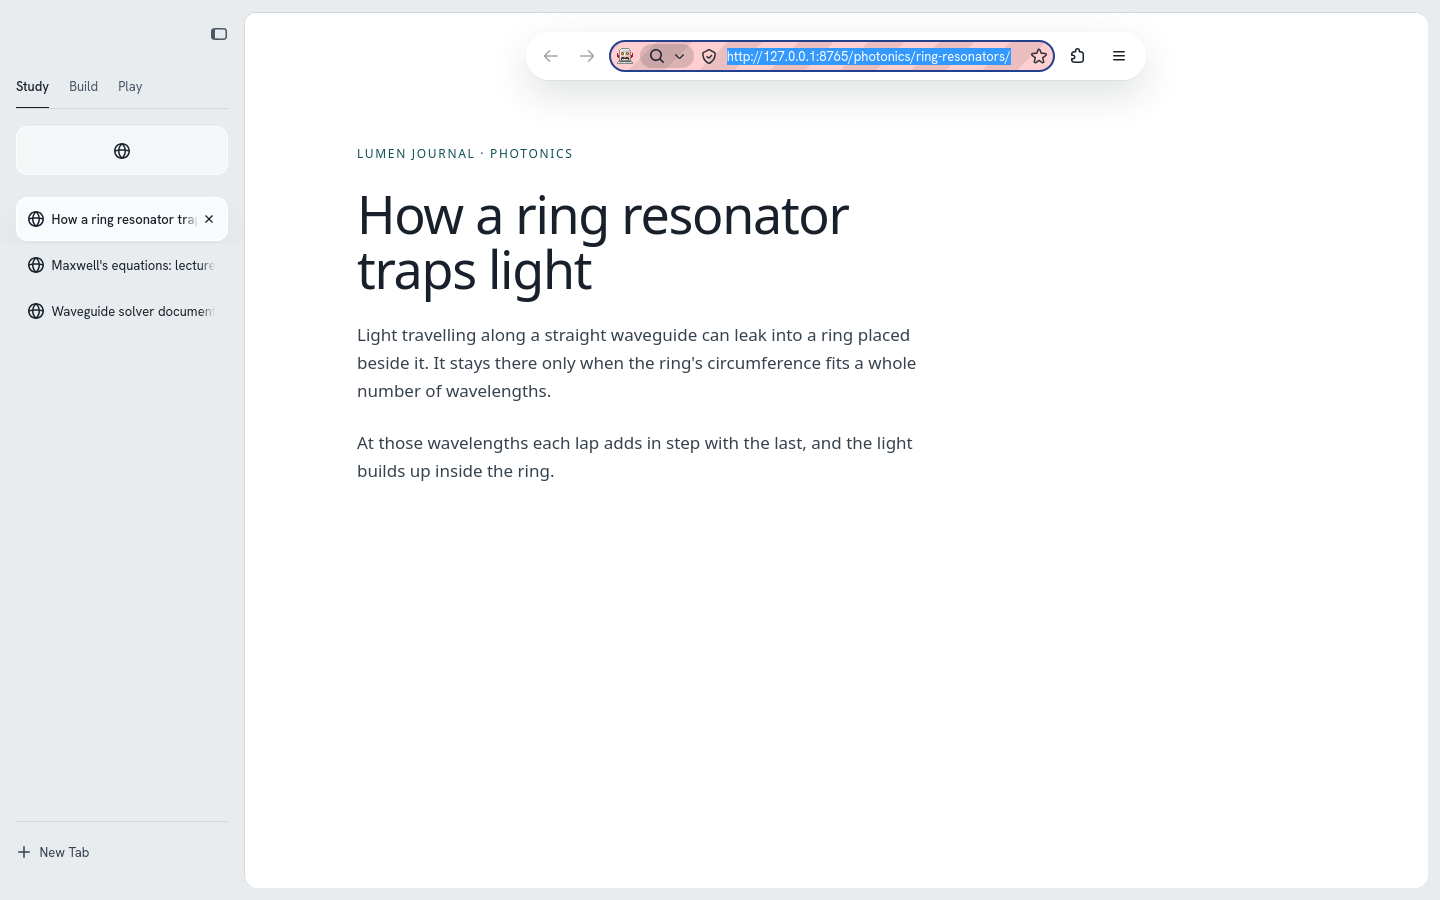 Study Build Play
How a ring resonator
Maxwell's equations: lecture
Waveguide solver document
New Tab
http://127.0.0.1:8765/photonics/ring-resonators/
LUMEN JOURNAL · PHOTONICS
How a ring resonator
traps light
Light travelling along a straight waveguide can leak into a ring placed
beside it. It stays there only when the ring's circumference fits a whole
number of wavelengths.
At those wavelengths each lap adds in step with the last, and the light
builds up inside the ring.